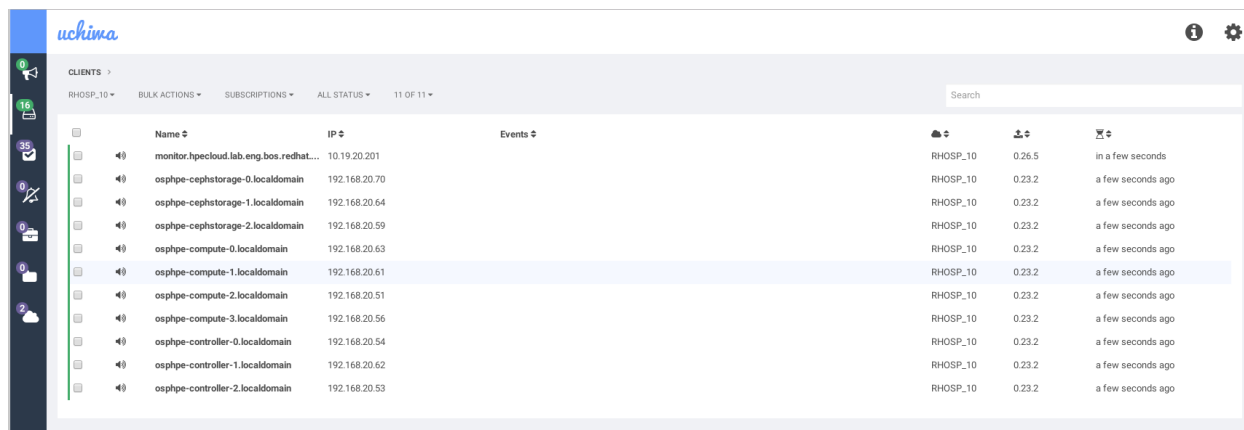 uchiwa
0
16
35
0
0
0
2
CLIENTS >
RHOSP_10 BULK ACTIONS SUBSCRIPTIONS ALL STATUS 11 OF 11 Search
Name IP Events
monitor.hpecloud.lab.eng.bos.redhat.... 10.19.20.201 RHOSP_10 0.26.5 in a few seconds
osphpe-cephstorage-0.localdomain 192.168.20.70 RHOSP_10 0.23.2 a few seconds ago
osphpe-cephstorage-1.localdomain 192.168.20.64 RHOSP_10 0.23.2 a few seconds ago
osphpe-cephstorage-2.localdomain 192.168.20.59 RHOSP_10 0.23.2 a few seconds ago
osphpe-compute-0.localdomain 192.168.20.63 RHOSP_10 0.23.2 a few seconds ago
osphpe-compute-1.localdomain 192.168.20.61 RHOSP_10 0.23.2 a few seconds ago
osphpe-compute-2.localdomain 192.168.20.51 RHOSP_10 0.23.2 a few seconds ago
osphpe-compute-3.localdomain 192.168.20.56 RHOSP_10 0.23.2 a few seconds ago
osphpe-controller-0.localdomain 192.168.20.54 RHOSP_10 0.23.2 a few seconds ago
osphpe-controller-1.localdomain 192.168.20.62 RHOSP_10 0.23.2 a few seconds ago
osphpe-controller-2.localdomain 192.168.20.53 RHOSP_10 0.23.2 a few seconds ago